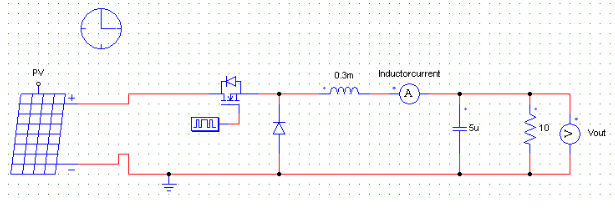 PV
+
0.3m
Inductorcurrent
A
5u
10
V
Vout
−